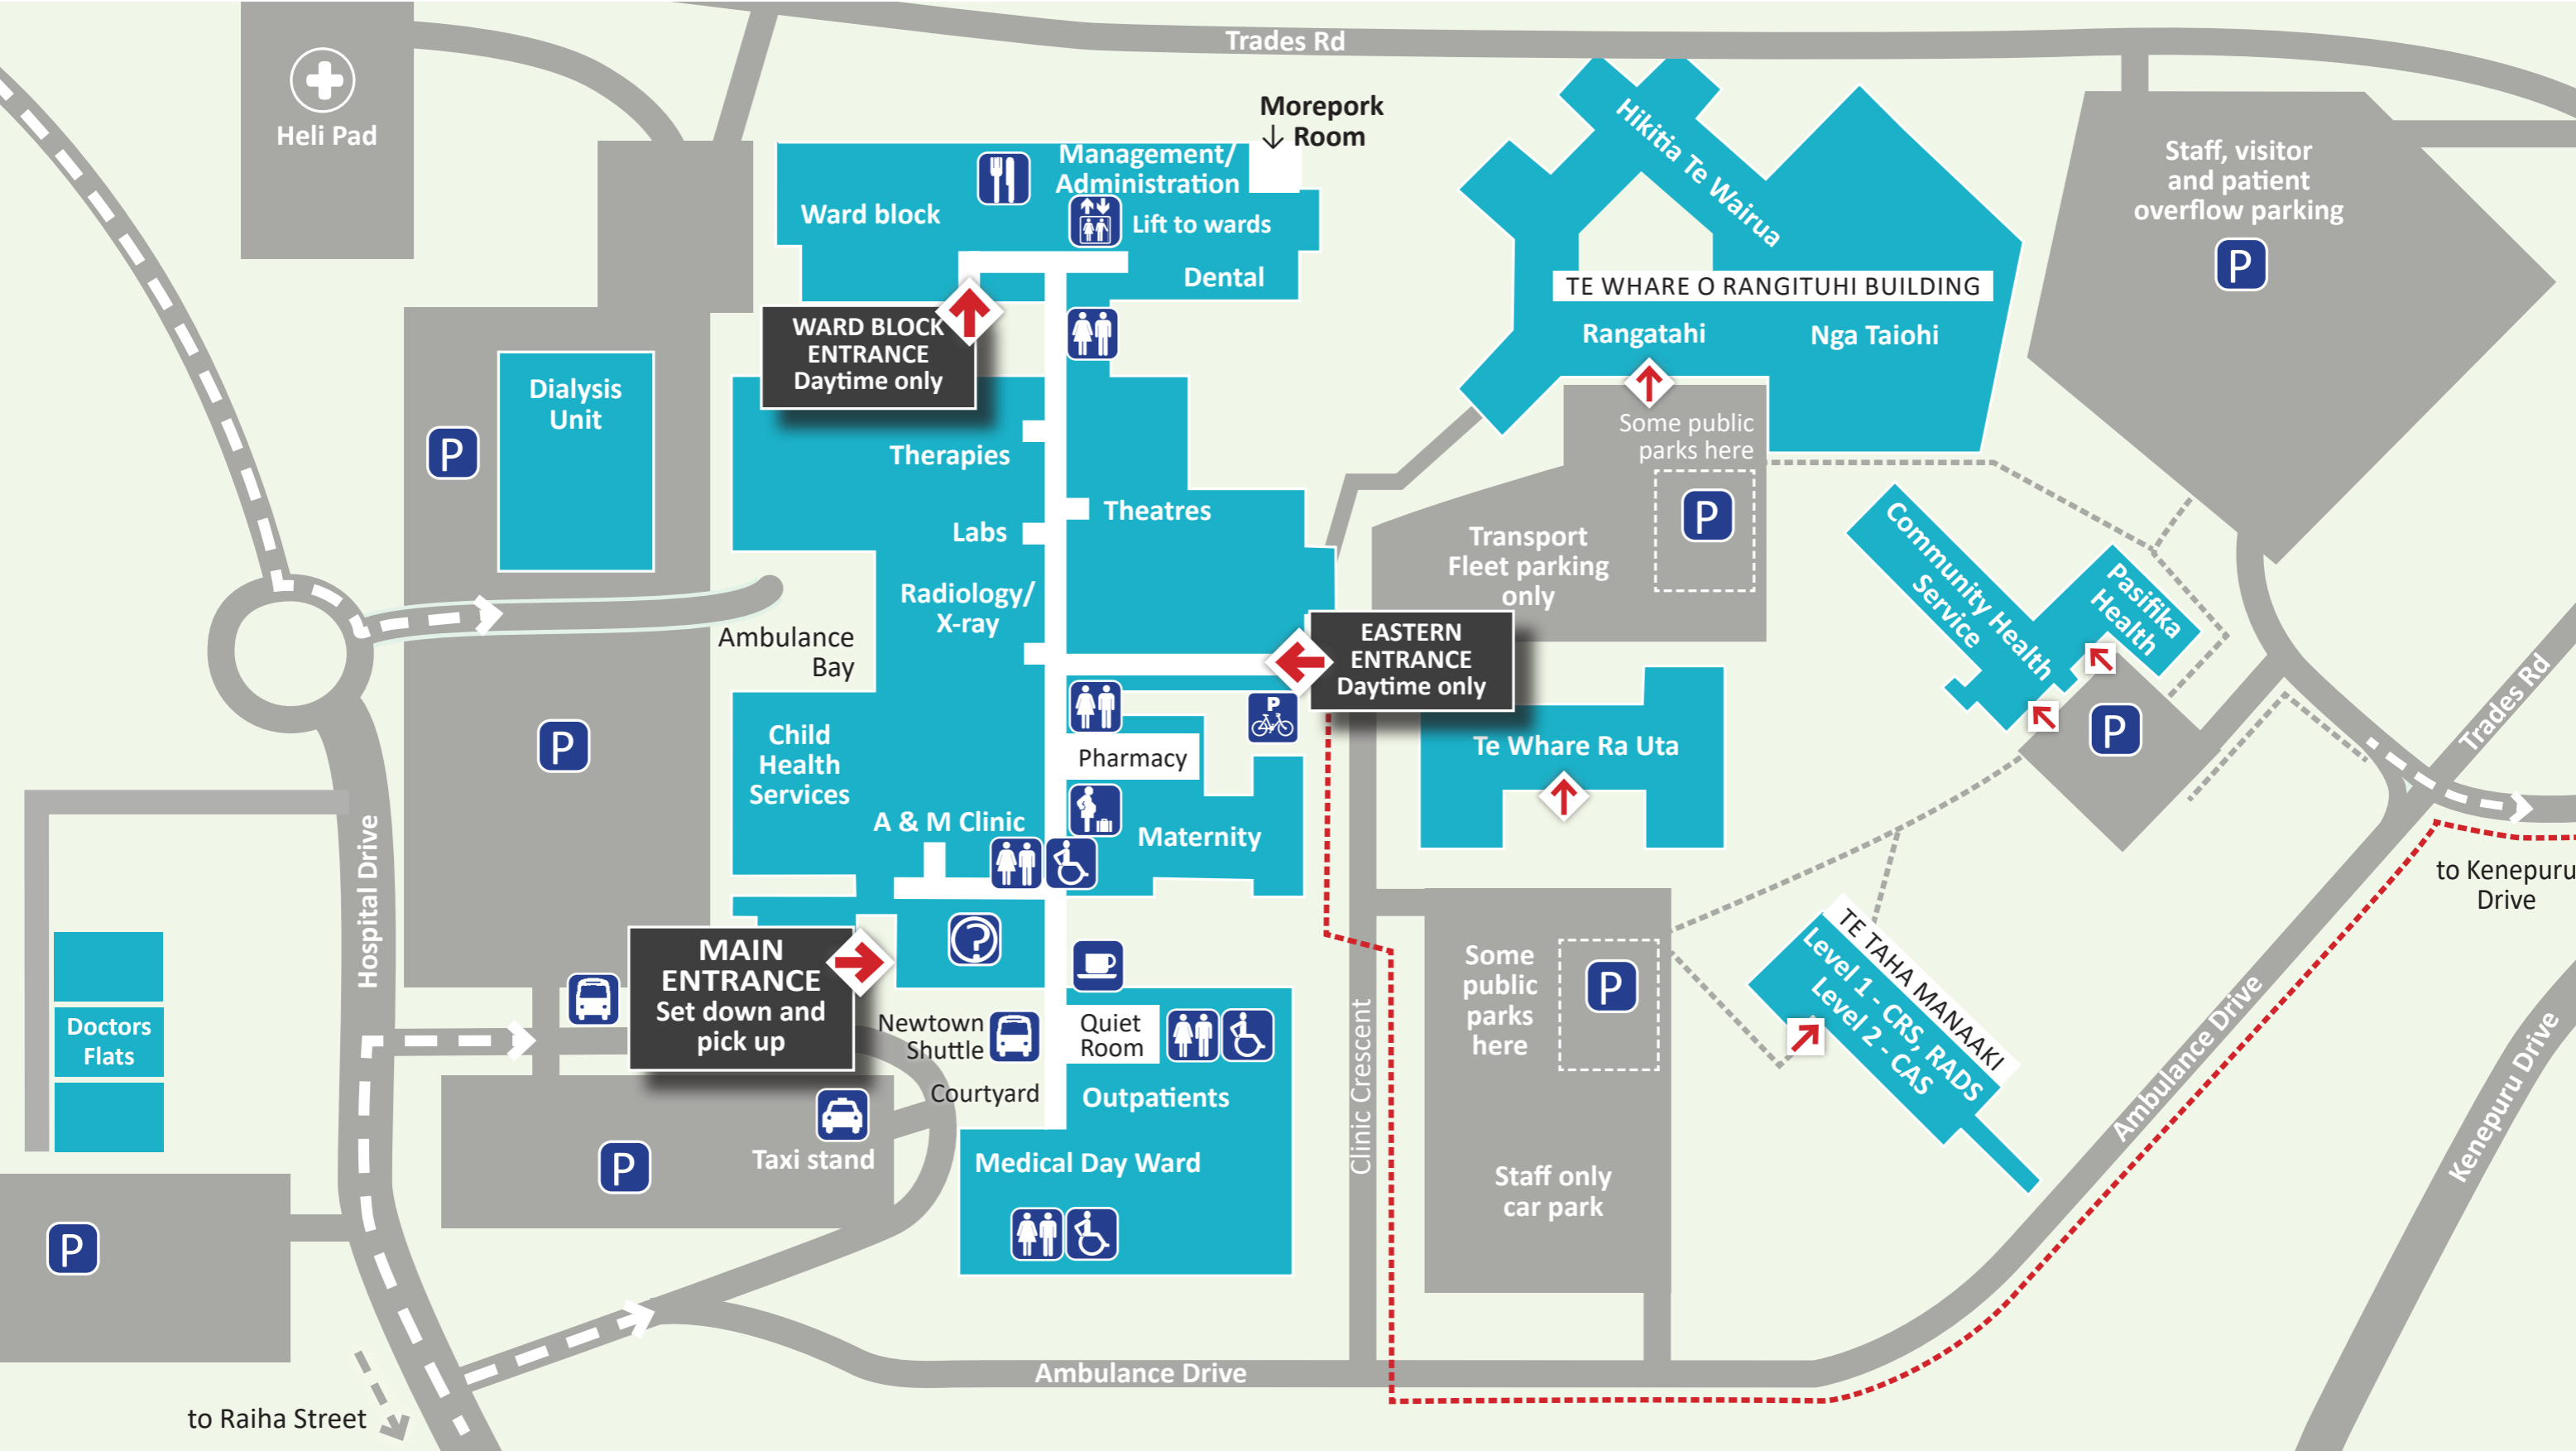 Trades Rd
Heli Pad
Morepork
↓ Room
Management/
Administration
Ward block
Lift to wards
Dental
WARD BLOCK
ENTRANCE
Daytime only
Hikitia Te Wairua
TE WHARE O RANGITUHI BUILDING
Rangatahi
Nga Taiohi
Staff, visitor
and patient
overflow parking
P
Dialysis
Unit
P
Therapies
Theatres
Labs
Radiology/
X-ray
Some public
parks here
P
Transport
Fleet parking
only
Community Health
Service
Pasifika
Health
P
Ambulance
Bay
EASTERN
ENTRANCE
Daytime only
P
P
Child
Health
Services
Pharmacy
Te Whare Ra Uta
Trades Rd
A & M Clinic
Maternity
to Kenepuru
Drive
Hospital Drive
Doctors
Flats
MAIN
ENTRANCE
Set down and
pick up
?
Newtown
Shuttle
Quiet
Room
Courtyard
Outpatients
Taxi stand
P
Medical Day Ward
P
Clinic Crescent
Some
public
parks
here
P
Staff only
car park
TE TAHA MANAAKI
Level 1 - CRS, RADS
Level 2 - CAS
Ambulance Drive
Kenepuru Drive
Ambulance Drive
to Raiha Street